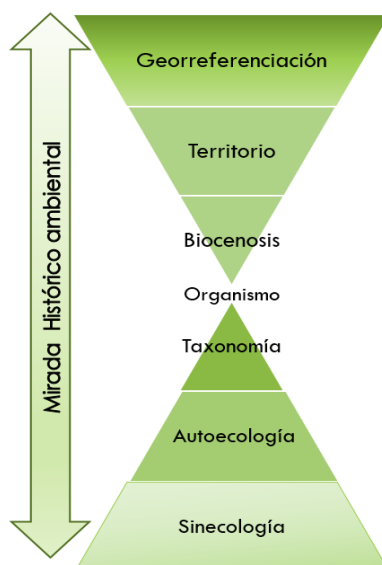 Mirada Histórico ambiental
Georreferenciación
Territorio
Biocenosis
Organismo
Taxonomía
Autoecología
Sinecología